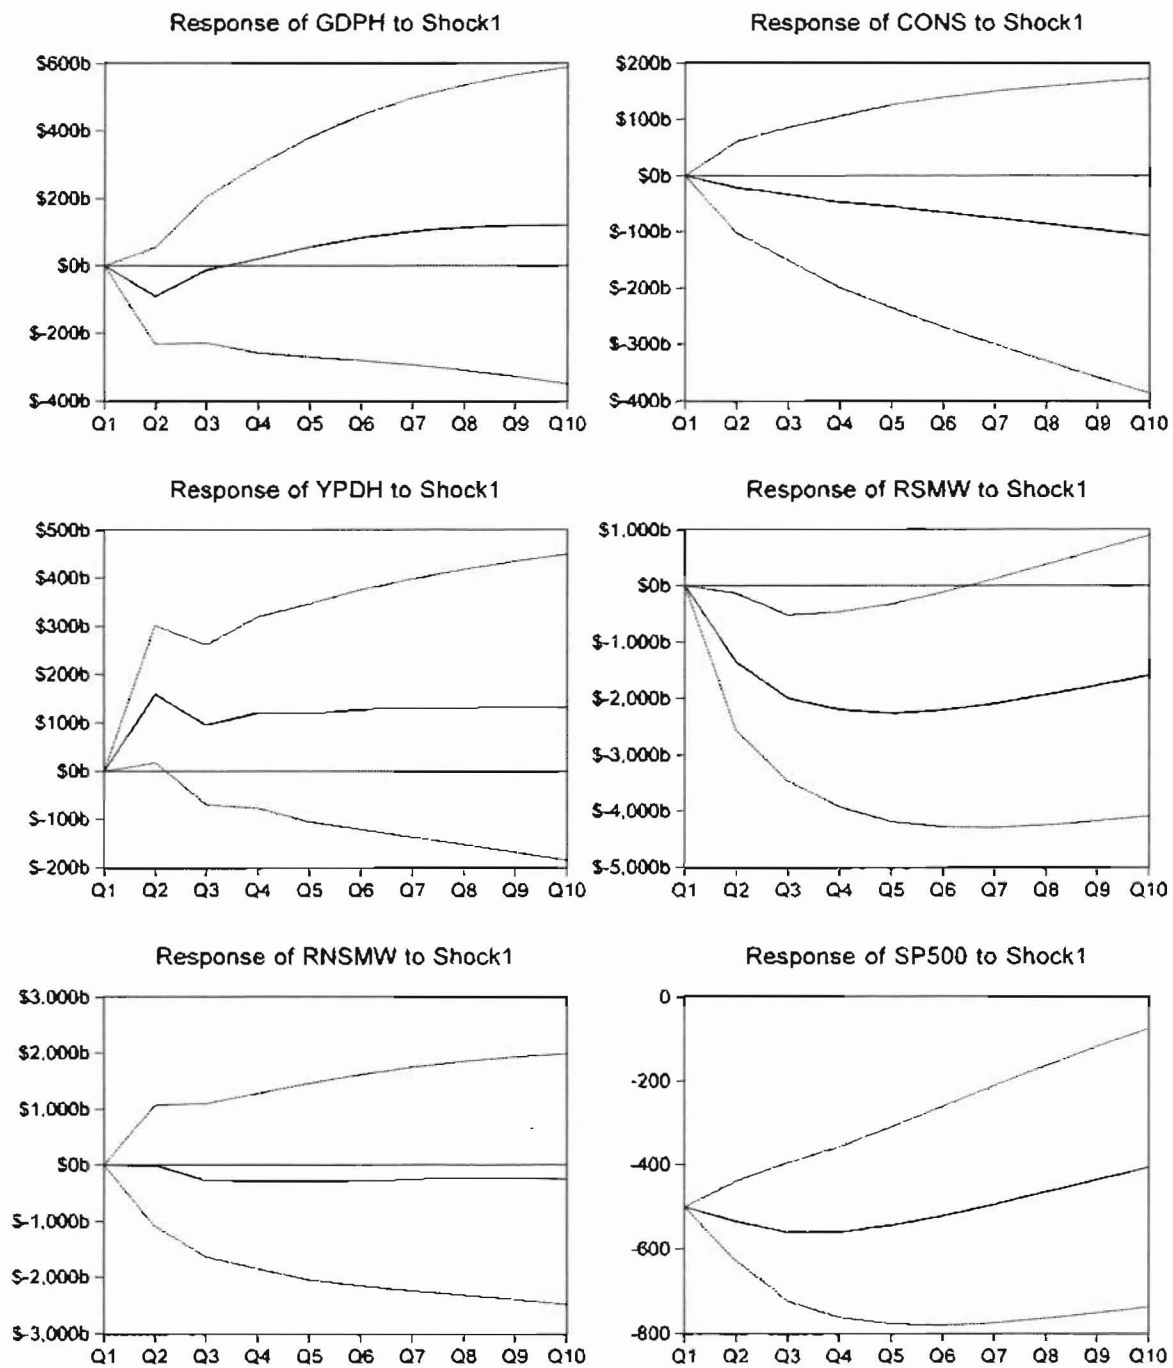 Response of GDPH to Shock1
$600b
$400b
$200b
$0b
$-200b
$-400b
Q1 Q2 Q3 Q4 Q5 Q6 Q7 Q8 Q9 Q10
Response of CONS to Shock1
$200b
$100b
$0b
$-100b
$-200b
$-300b
$-400b
Q1 Q2 Q3 Q4 Q5 Q6 Q7 Q8 Q9 Q10
Response of YPDH to Shock1
$500b
$400b
$300b
$200b
$100b
$0b
$-100b
$-200b
Q1 Q2 Q3 Q4 Q5 Q6 Q7 Q8 Q9 Q10
Response of RSMW to Shock1
$1,000b
$0b
$-1,000b
$-2,000b
$-3,000b
$-4,000b
$-5,000b
Q1 Q2 Q3 Q4 Q5 Q6 Q7 Q8 Q9 Q10
Response of RNSMW to Shock1
$3,000b
$2,000b
$1,000b
$0b
$-1,000b
$-2,000b
$-3,000b
Q1 Q2 Q3 Q4 Q5 Q6 Q7 Q8 Q9 Q10
Response of SP500 to Shock1
0
-200
-400
-600
-800
Q1 Q2 Q3 Q4 Q5 Q6 Q7 Q8 Q9 Q10